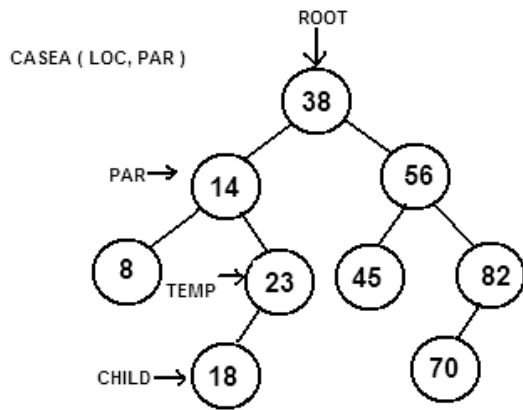 ROOT
CASEA ( LOC, PAR )
38
PAR
14
56
8
TEMP
23
45
82
CHILD
18
70